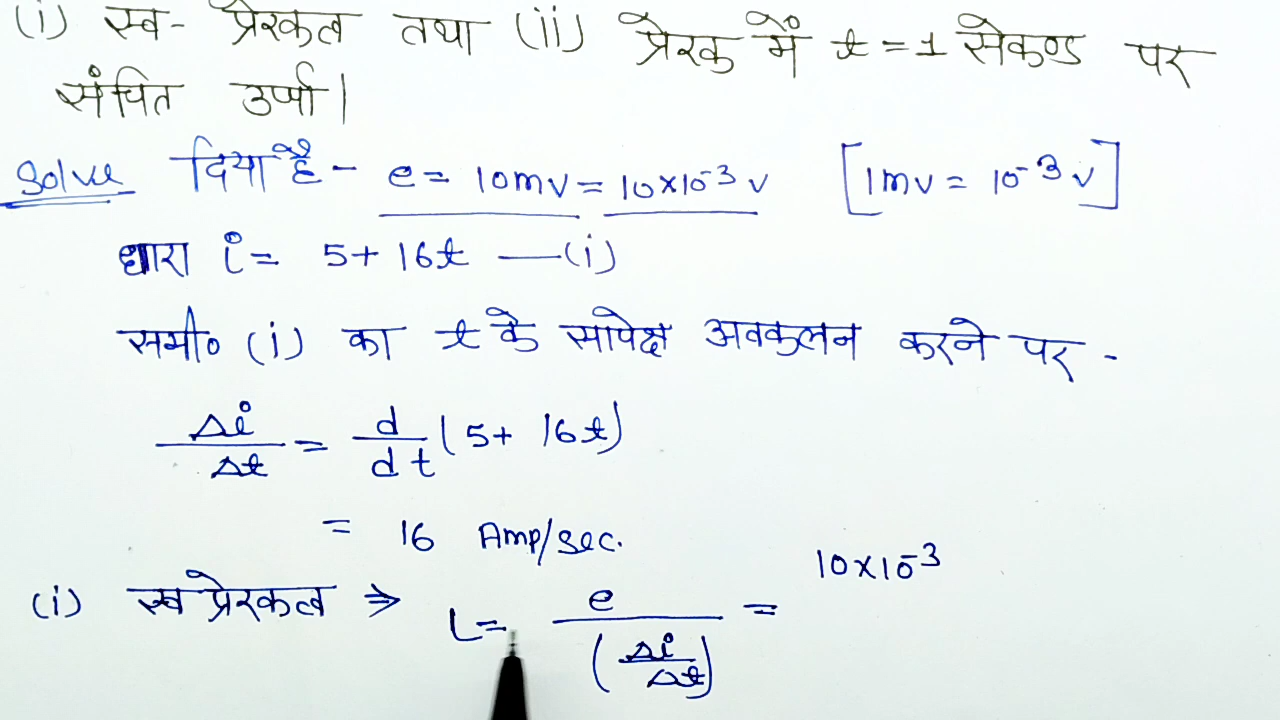 (i) स्व- प्रेरकत्व तथा (ii) प्रेरक में t = 1 सेकण्ड पर
संचित उर्जा।
Solve दिया है - e = 10mv = 10×10-3 v [1mv = 10-3 v]
धारा i = 5+ 16t —(i)
समी० (i) का t के सापेक्ष अवकलन करने पर -
Δi/Δt = d/dt (5+ 16t)
= 16 Amp/sec.
(i) स्व प्रेरकत्व ⇒ L = e/(Δi/Δt) = 10×10-3